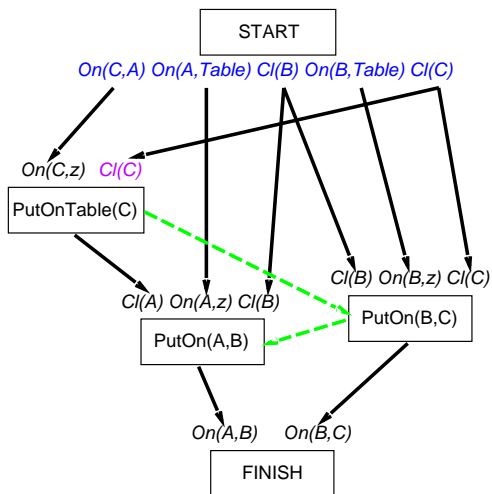 START
On(C,A) On(A,Table) Cl(B) On(B,Table) Cl(C)
On(C,z) Cl(C)
PutOnTable(C)
Cl(B) On(B,z) Cl(C)
Cl(A) On(A,z) Cl(B)
PutOn(B,C)
PutOn(A,B)
On(A,B) On(B,C)
FINISH